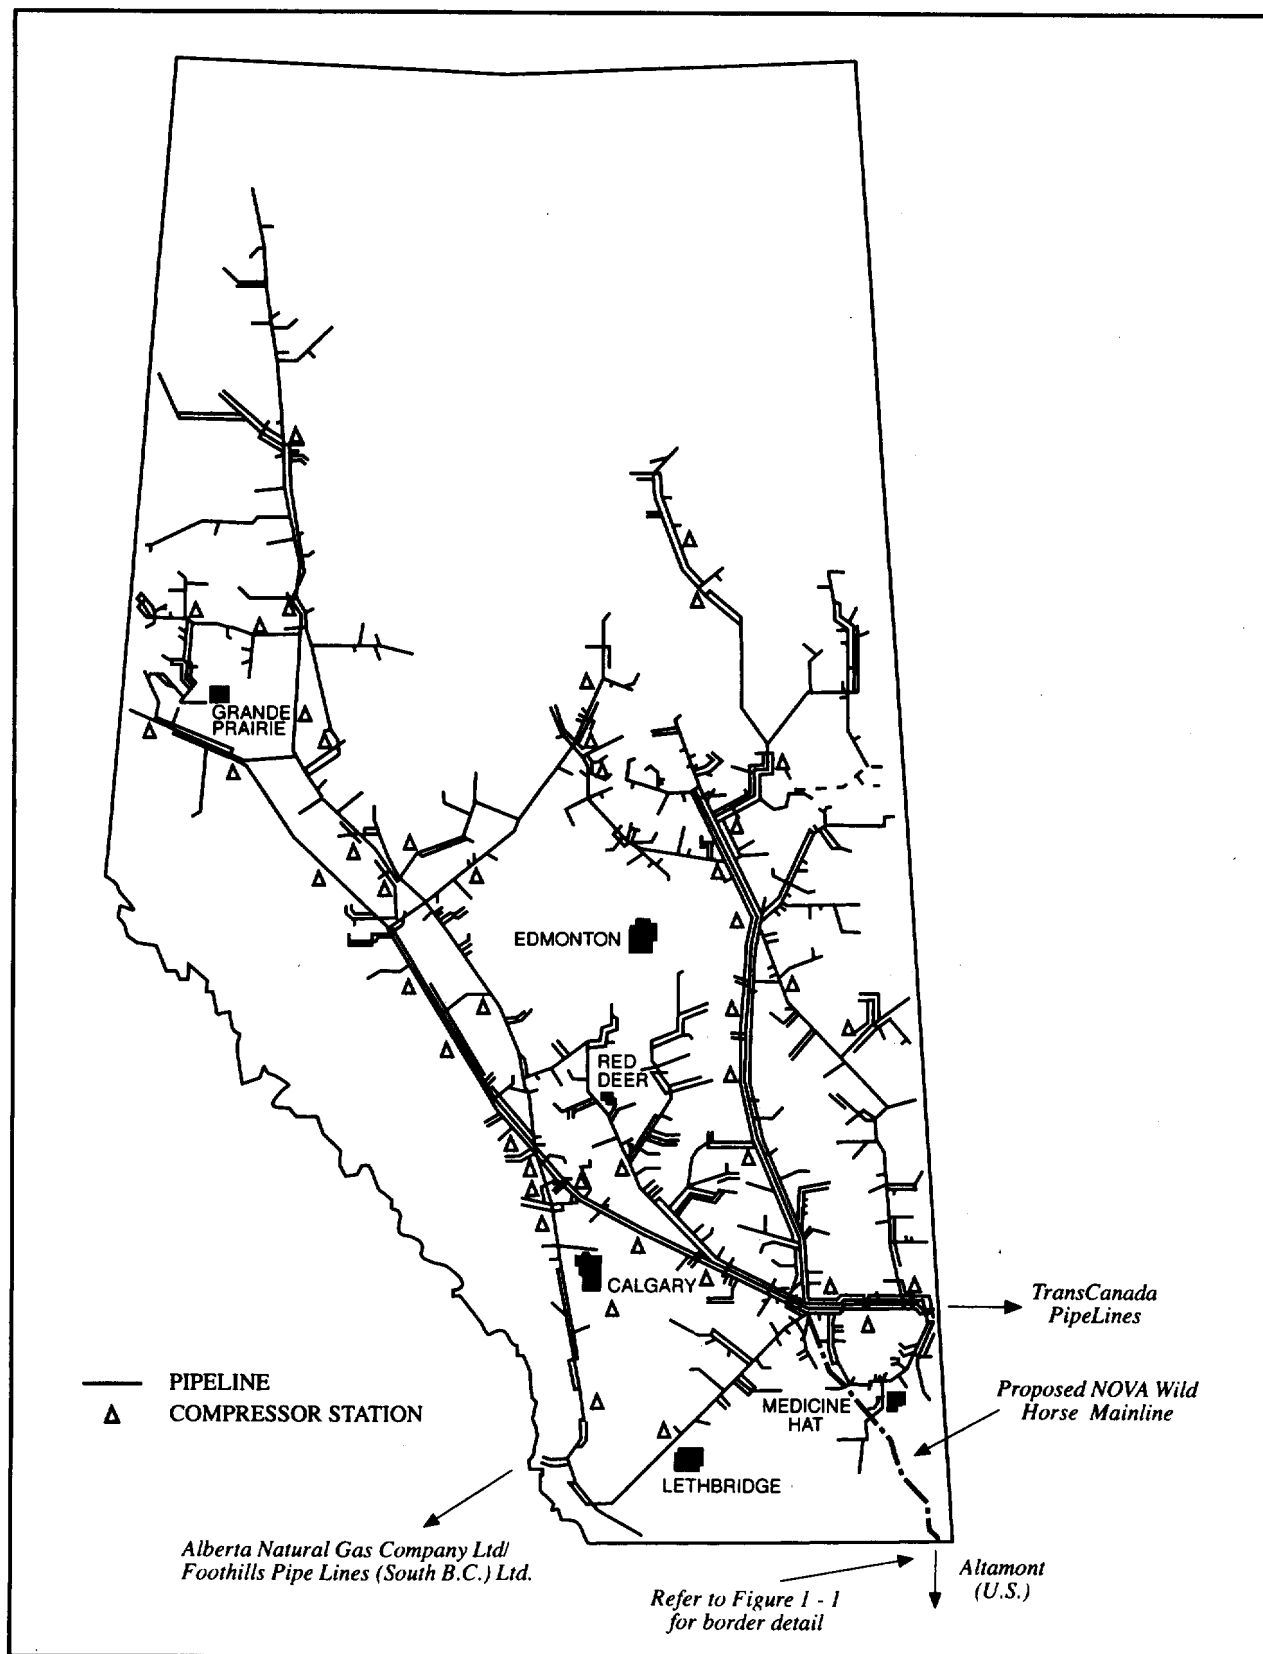 GRANDE
PRAIRIE
EDMONTON
RED
DEER
CALGARY
TransCanada
PipeLines
PIPELINE
COMPRESSOR STATION
MEDICINE
HAT
Proposed NOVA Wild
Horse Mainline
LETHBRIDGE
Alberta Natural Gas Company Ltd/
Foothills Pipe Lines (South B.C.) Ltd.
Altamont
(U.S.)
Refer to Figure 1 - 1
for border detail